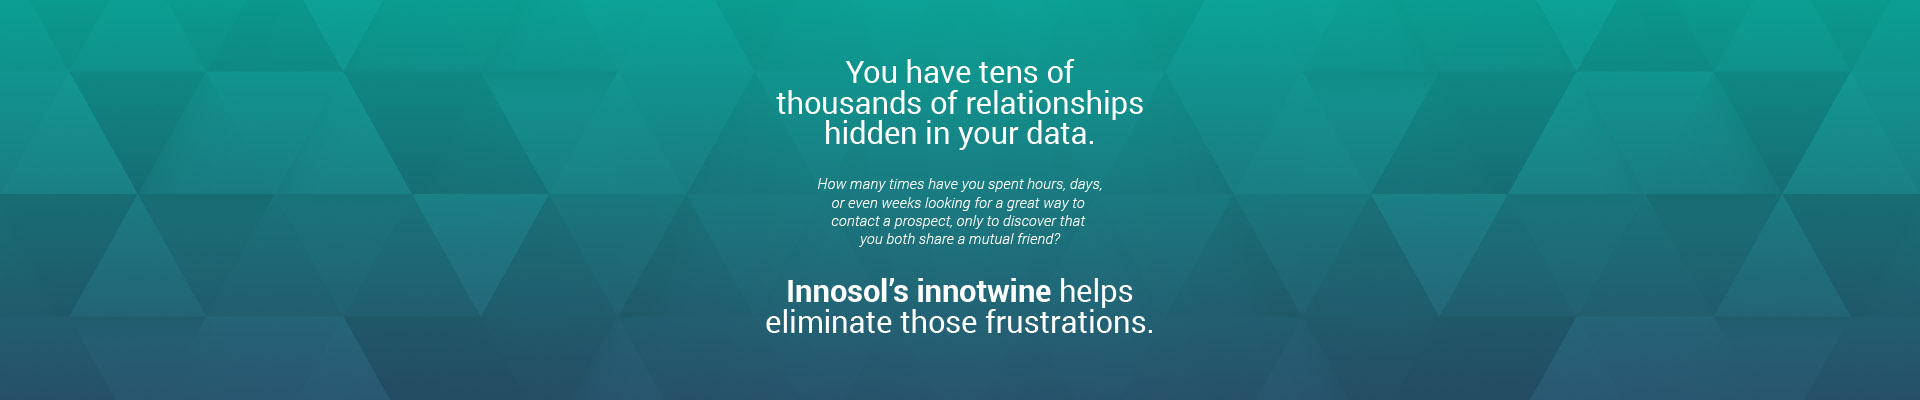 You have tens of
thousands of relationships
hidden in your data.
How many times have you spent hours, days,
or even weeks looking for a great way to
contact a prospect, only to discover that
you both share a mutual friend?
Innosol’s innotwine helps
eliminate those frustrations.